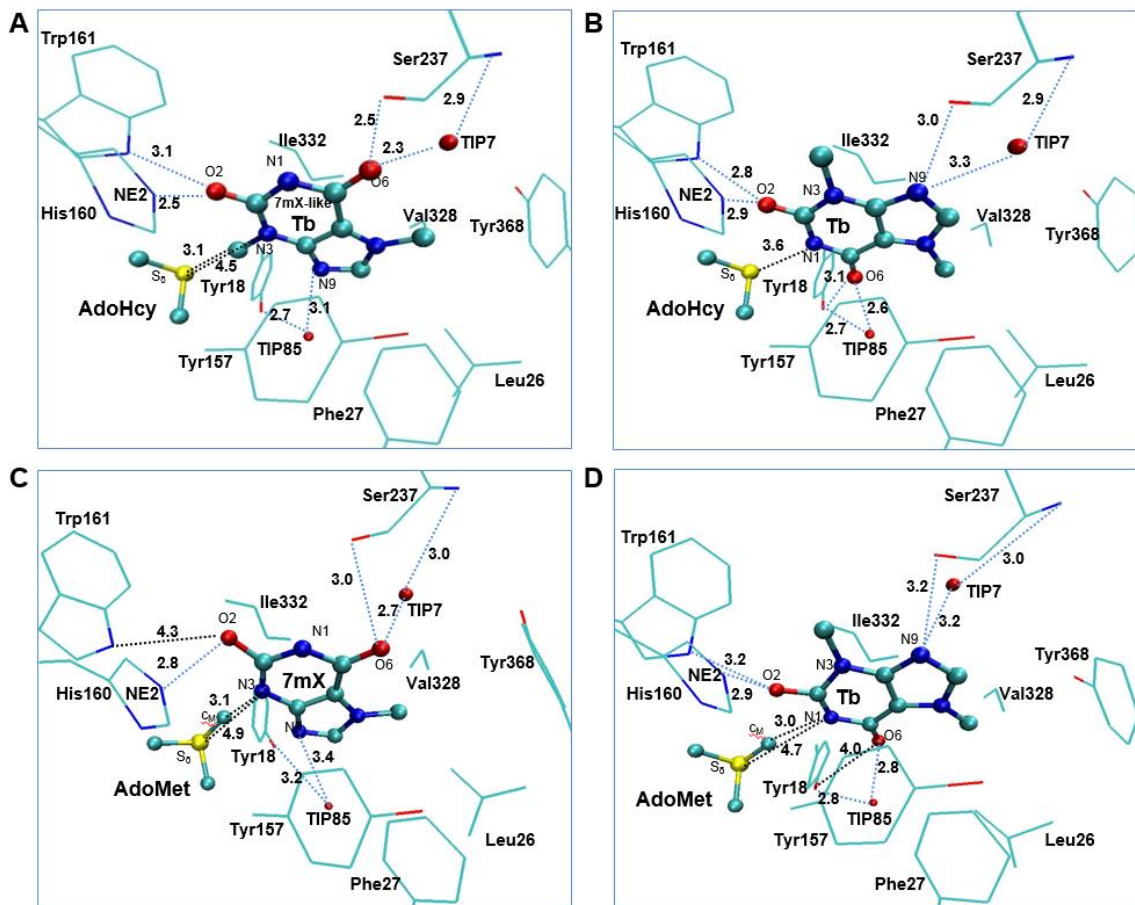 A
Trp161
Ser237
2.9
2.5
TIP7
3.1
Ile332
N1
2.3
O2
O6
NE2
7mX-like
2.5
Tb
Val328
His160
Tyr368
3.1
N3
4.5
Sδ
N9
Tyr18
AdoHcy
3.1
2.7
Tyr157
TIP85
Leu26
Phe27
B
Trp161
Ser237
2.9
3.0
TIP7
Ile332
3.3
2.8
N9
O2
N3
NE2
2.9
Tb
Val328
His160
Tyr368
3.6
N1
Sδ
O6
Tyr18
3.1
AdoHcy
2.6
2.7
Tyr157
TIP85
Leu26
Phe27
C
Ser237
Trp161
3.0
3.0
TIP7
Ile332
2.7
O2
N1
4.3
O6
2.8
Tyr368
7mX
Val328
His160
NE2
N3
3.1
CM
4.9
Sδ
Tyr18
3.4
AdoMet
3.2
TIP85
Tyr157
Leu26
Phe27
D
Ser237
Trp161
3.0
3.2
TIP7
Ile332
3.2
N9
3.2
N3
O2
NE2
Tyr368
His160
2.9
Tb
Val328
N1
CM
3.0
O6
4.7
4.0
Sδ
Tyr18
2.8
AdoMet
2.8
TIP85
Tyr157
Leu26
Phe27